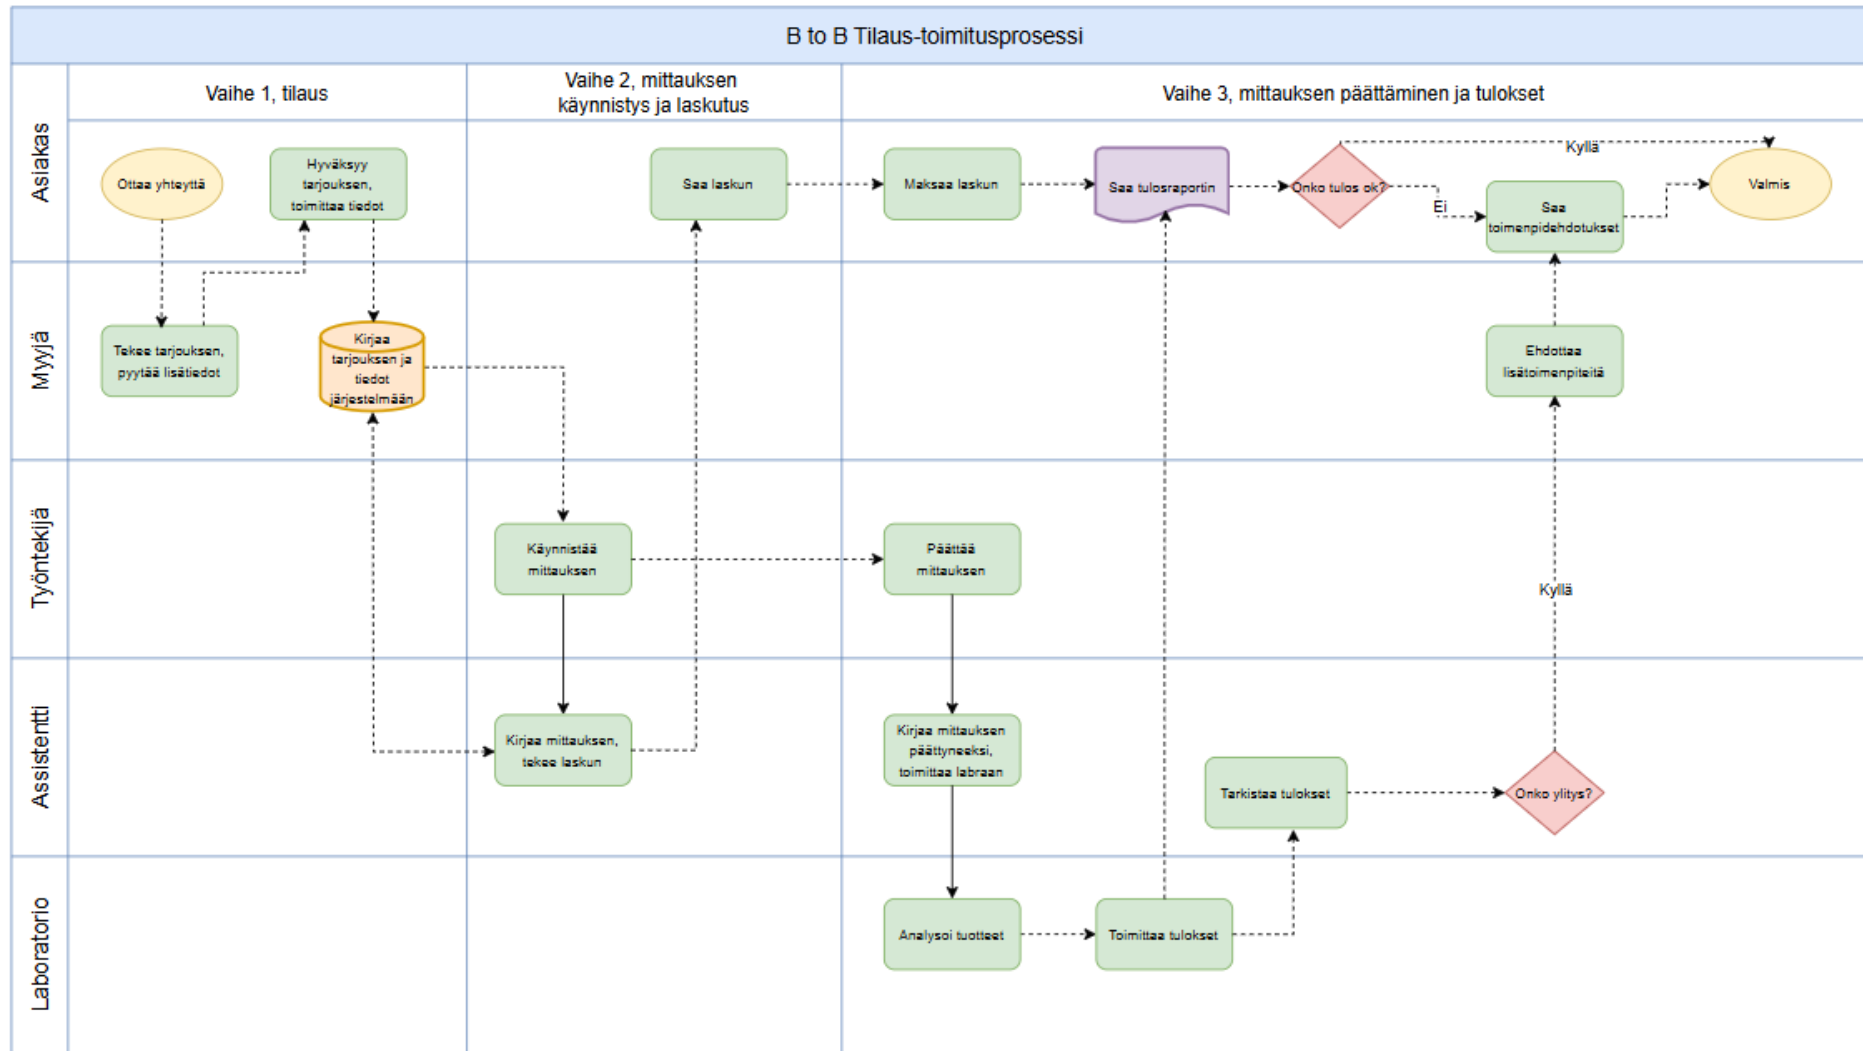 B to B Tilaus-toimitusprosessi
Vaihe 1, tilaus
Vaihe 2, mittauksen
käynnistys ja laskutus
Vaihe 3, mittauksen päättäminen ja tulokset
Asiakas
Ottaa yhteyttä
Hyväksyy
tarjouksen,
toimittaa tiedot
Saa laskun
Maksaa laskun
Saa tulosraportin
Onko tulos ok?
Kyllä
Ei
Saa
toimenpidehdotukset
Valmis
Myyjä
Tekee tarjouksen,
pyytää lisätiedot
Kirjaa
tarjouksen ja
tiedot
järjestelmään
Ehdottaa
lisätoimenpiteitä
Työntekijä
Käynnistää
mittauksen
Päättää
mittauksen
Kyllä
Assistentti
Kirjaa mittauksen,
tekee laskun
Kirjaa mittauksen
päättyneeksi,
toimittaa labraan
Tarkistaa tulokset
Onko ylitys?
Laboratorio
Analysoi tuotteet
Toimittaa tulokset